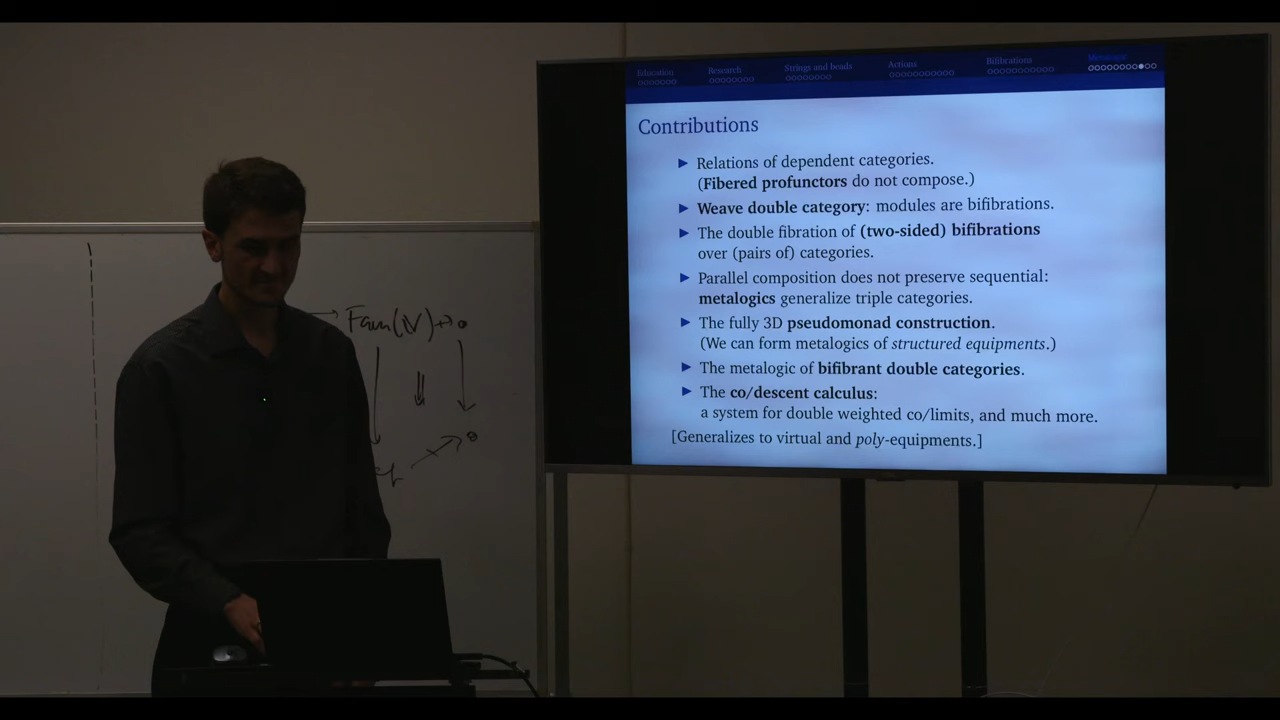 Education
Research
Strings and beads
Actions
Bifibrations
Contributions
Relations of dependent categories.
(Fibered profunctors do not compose.)
Weave double category: modules are bifibrations.
The double fibration of (two-sided) bifibrations
over (pairs of) categories.
Parallel composition does not preserve sequential:
metalogics generalize triple categories.
The fully 3D pseudomonad construction.
(We can form metalogics of structured equipments.)
The metalogic of bifibrant double categories.
The co/descent calculus:
a system for double weighted co/limits, and much more.
[Generalizes to virtual and poly-equipments.]